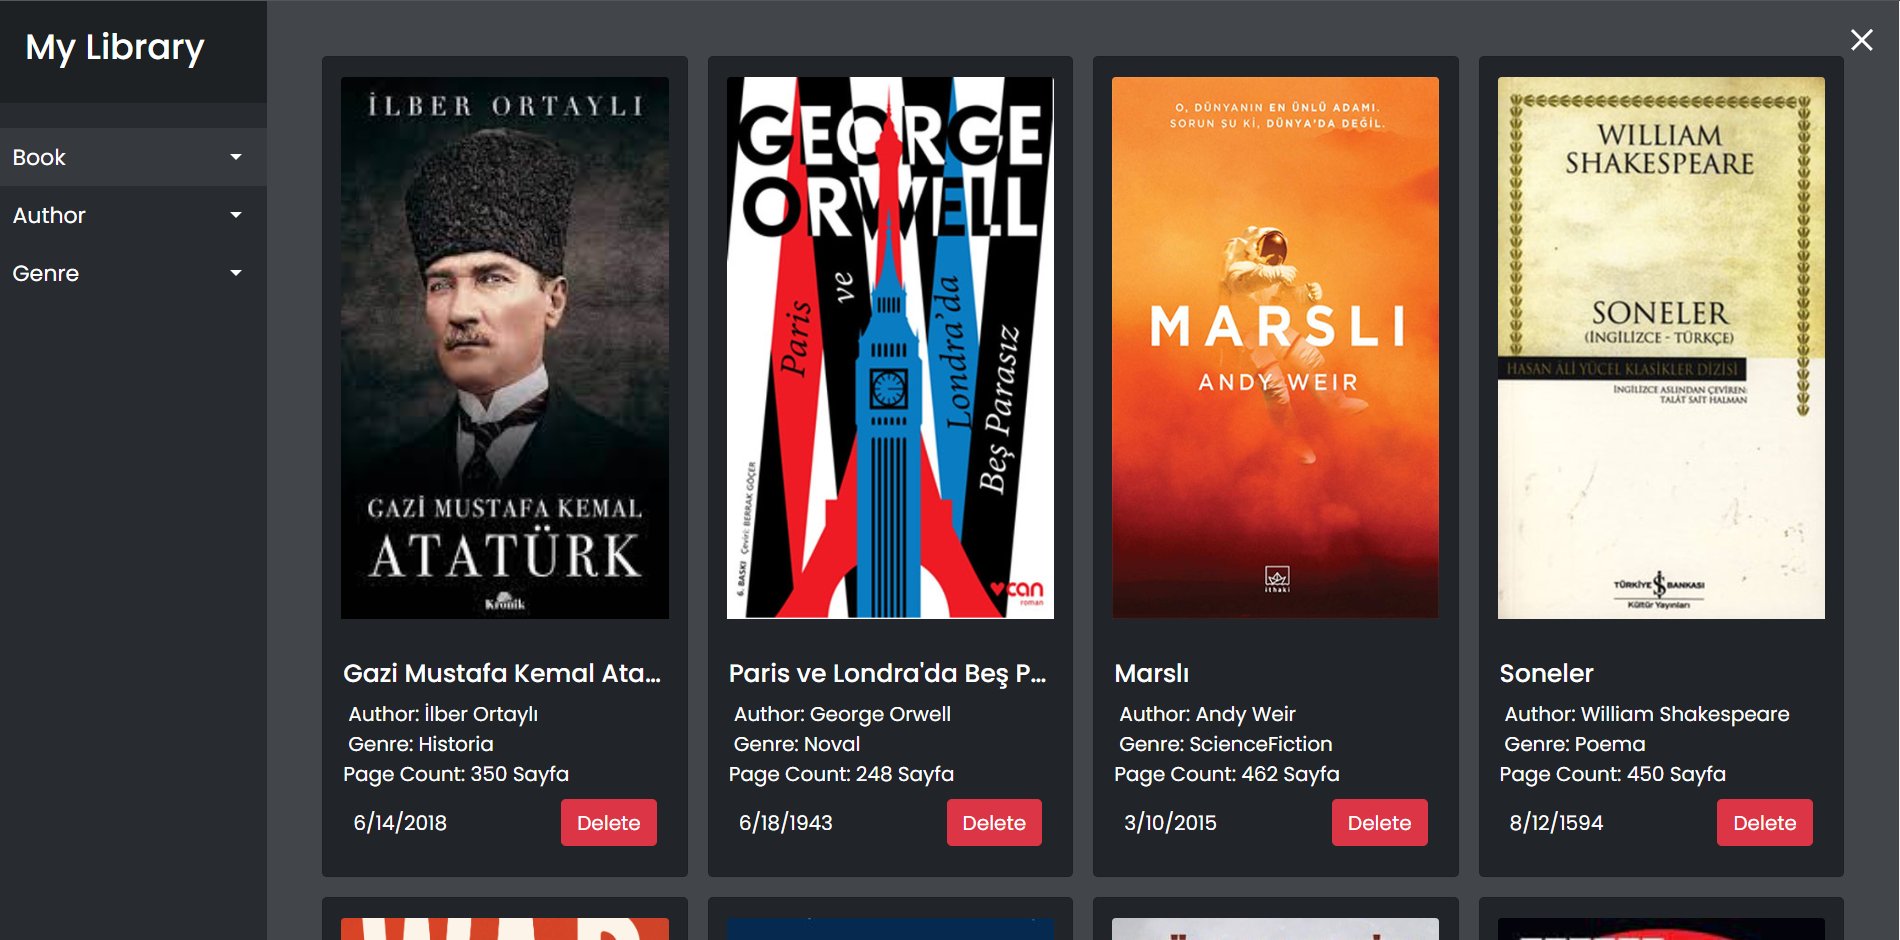 My Library
Book
Author
Genre
İLBER ORTAYLI
GAZİ MUSTAFA KEMAL
ATATÜRK
Kronik
Gazi Mustafa Kemal Ata...
Author: İlber Ortaylı
Genre: Historia
Page Count: 350 Sayfa
6/14/2018
Delete
GEORGE
ORWELL
Paris
ve
Londra'da
Beş Parasız
6. BASKI Çeviri: BERRAK GÖÇER
can
roman
Paris ve Londra'da Beş P...
Author: George Orwell
Genre: Noval
Page Count: 248 Sayfa
6/18/1943
Delete
O, DÜNYANIN EN ÜNLÜ ADAMI.
SORUN ŞU Kİ, DÜNYA'DA DEĞİL.
MARSLI
ANDY WEIR
ithaki
Marslı
Author: Andy Weir
Genre: ScienceFiction
Page Count: 462 Sayfa
3/10/2015
Delete
WILLIAM
SHAKESPEARE
SONELER
(İNGİLİZCE - TÜRKÇE)
HASAN ÂLİ YÜCEL KLASİKLER DİZİSİ
İNGİLİZCE ASLINDAN ÇEVİREN:
TALÂT SAİT HALMAN
TÜRKİYE İŞ BANKASI
Kültür Yayınları
Soneler
Author: William Shakespeare
Genre: Poema
Page Count: 450 Sayfa
8/12/1594
Delete